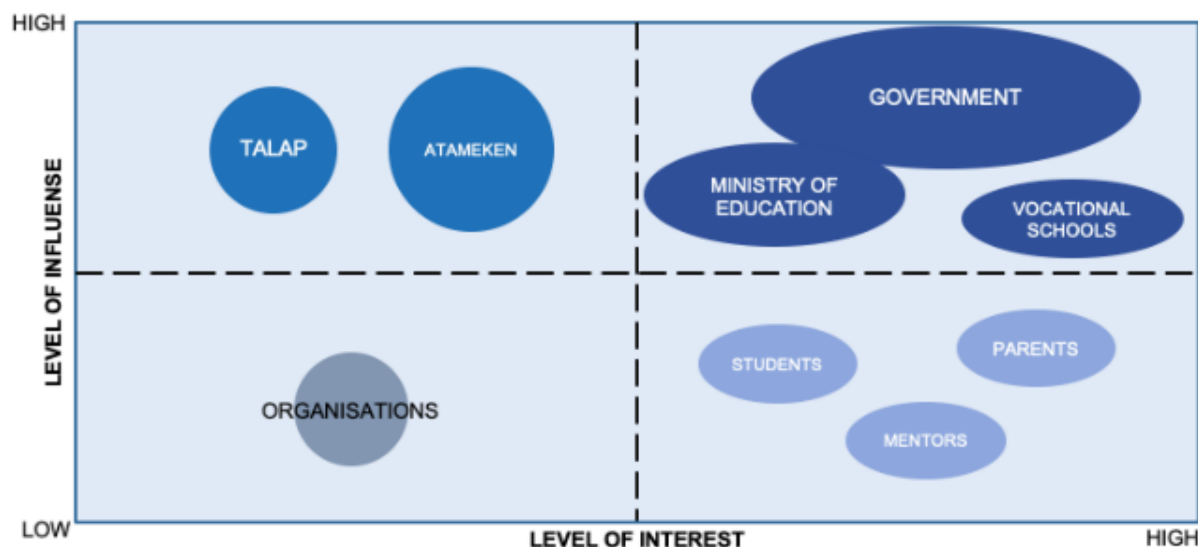 HIGH
GOVERNMENT
TALAP
ATAMEKEN
MINISTRY OF
EDUCATION
VOCATIONAL
SCHOOLS
LEVEL OF INFLUENSE
STUDENTS
PARENTS
ORGANISATIONS
MENTORS
LOW
LEVEL OF INTEREST
HIGH